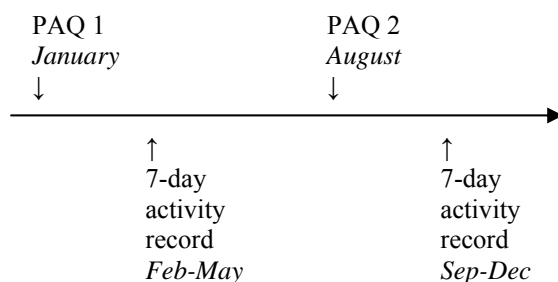 PAQ 1
January
↓
PAQ 2
August
↓
↑
7-day
activity
record
Feb-May
↑
7-day
activity
record
Sep-Dec